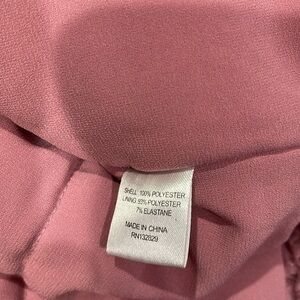 SHELL: 100% POLYESTER
LINING: 93% POLYESTER
7% ELASTANE
MADE IN CHINA
RN132829